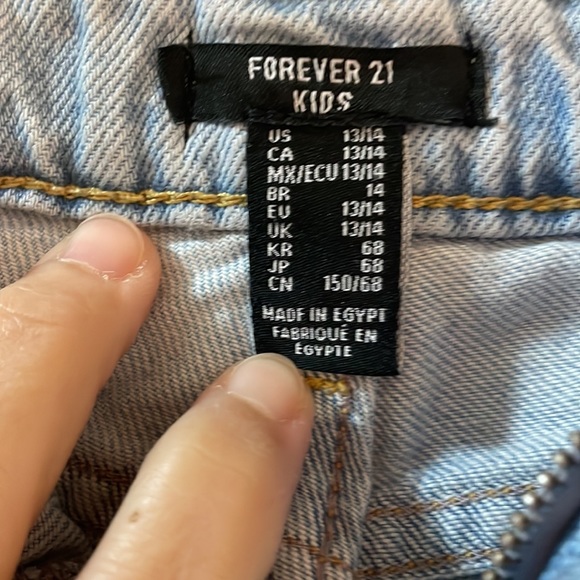 FOREVER 21
KIDS
US 13/14
CA 13/14
MX/ECU 13/14
BR 14
EU 13/14
UK 13/14
KR 68
JP 68
CN 150/68
MADE IN EGYPT
FABRIQUÉ EN
ÉGYPTE